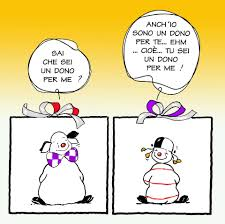 SAI
CHE SEI
UN DONO
PER ME ?
ANCH'IO
SONO UN DONO
PER TE... EHM
... CIOÈ... TU SEI
UN DONO
PER ME !